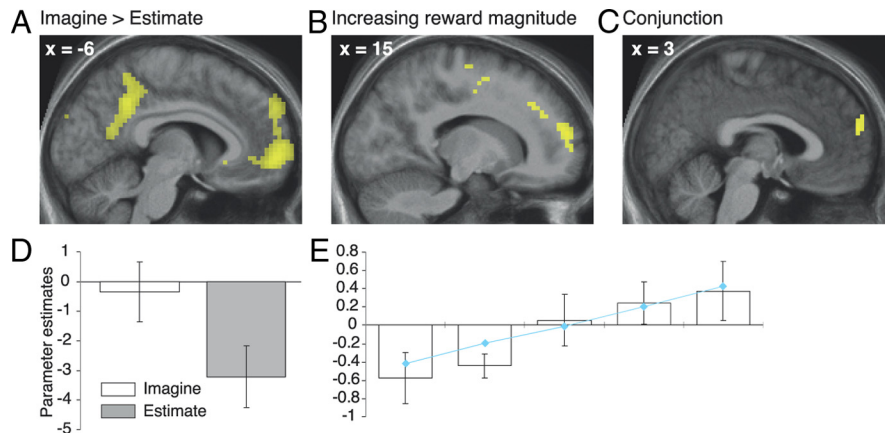 A Imagine > Estimate
x = -6
B Increasing reward magnitude
x = 15
C Conjunction
x = 3
D
Parameter estimates
1
0
-1
-2
-3
-4
-5
Imagine
Estimate
E
0.8
0.6
0.4
0.2
0
-0.2
-0.4
-0.6
-0.8
-1